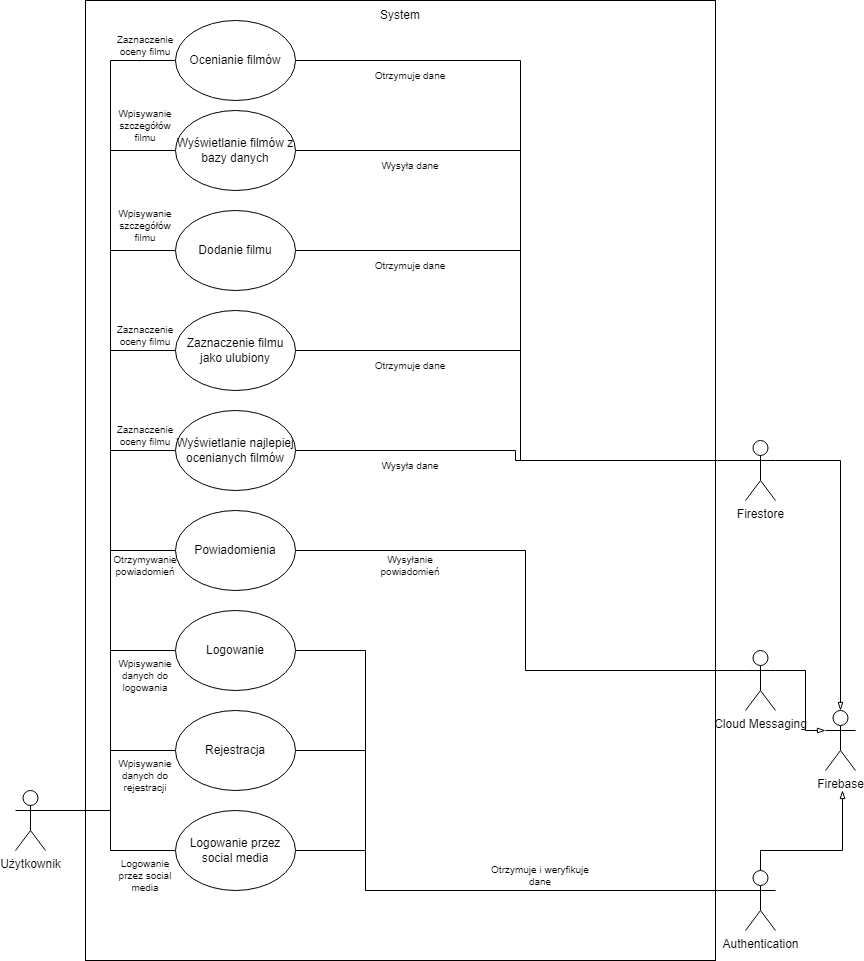 System
Zaznaczenie
oceny filmu
Ocenianie filmów
Otrzymuje dane
Wpisywanie
szczegółów
filmu
Wyświetlanie filmów z
bazy danych
Wysyła dane
Wpisywanie
szczegółów
filmu
Dodanie filmu
Otrzymuje dane
Zaznaczenie
oceny filmu
Zaznaczenie filmu
jako ulubiony
Otrzymuje dane
Zaznaczenie
oceny filmu
Wyświetlanie najlepiej
ocenianych filmów
Wysyła dane
Firestore
Otrzymywanie
powiadomień
Powiadomienia
Wysyłanie
powiadomień
Wpisywanie
danych do
logowania
Logowanie
Cloud Messaging
Wpisywanie
danych do
rejestracji
Rejestracja
Firebase
Użytkownik
Logowanie
przez social
media
Logowanie przez
social media
Otrzymuje i weryfikuje
dane
Authentication